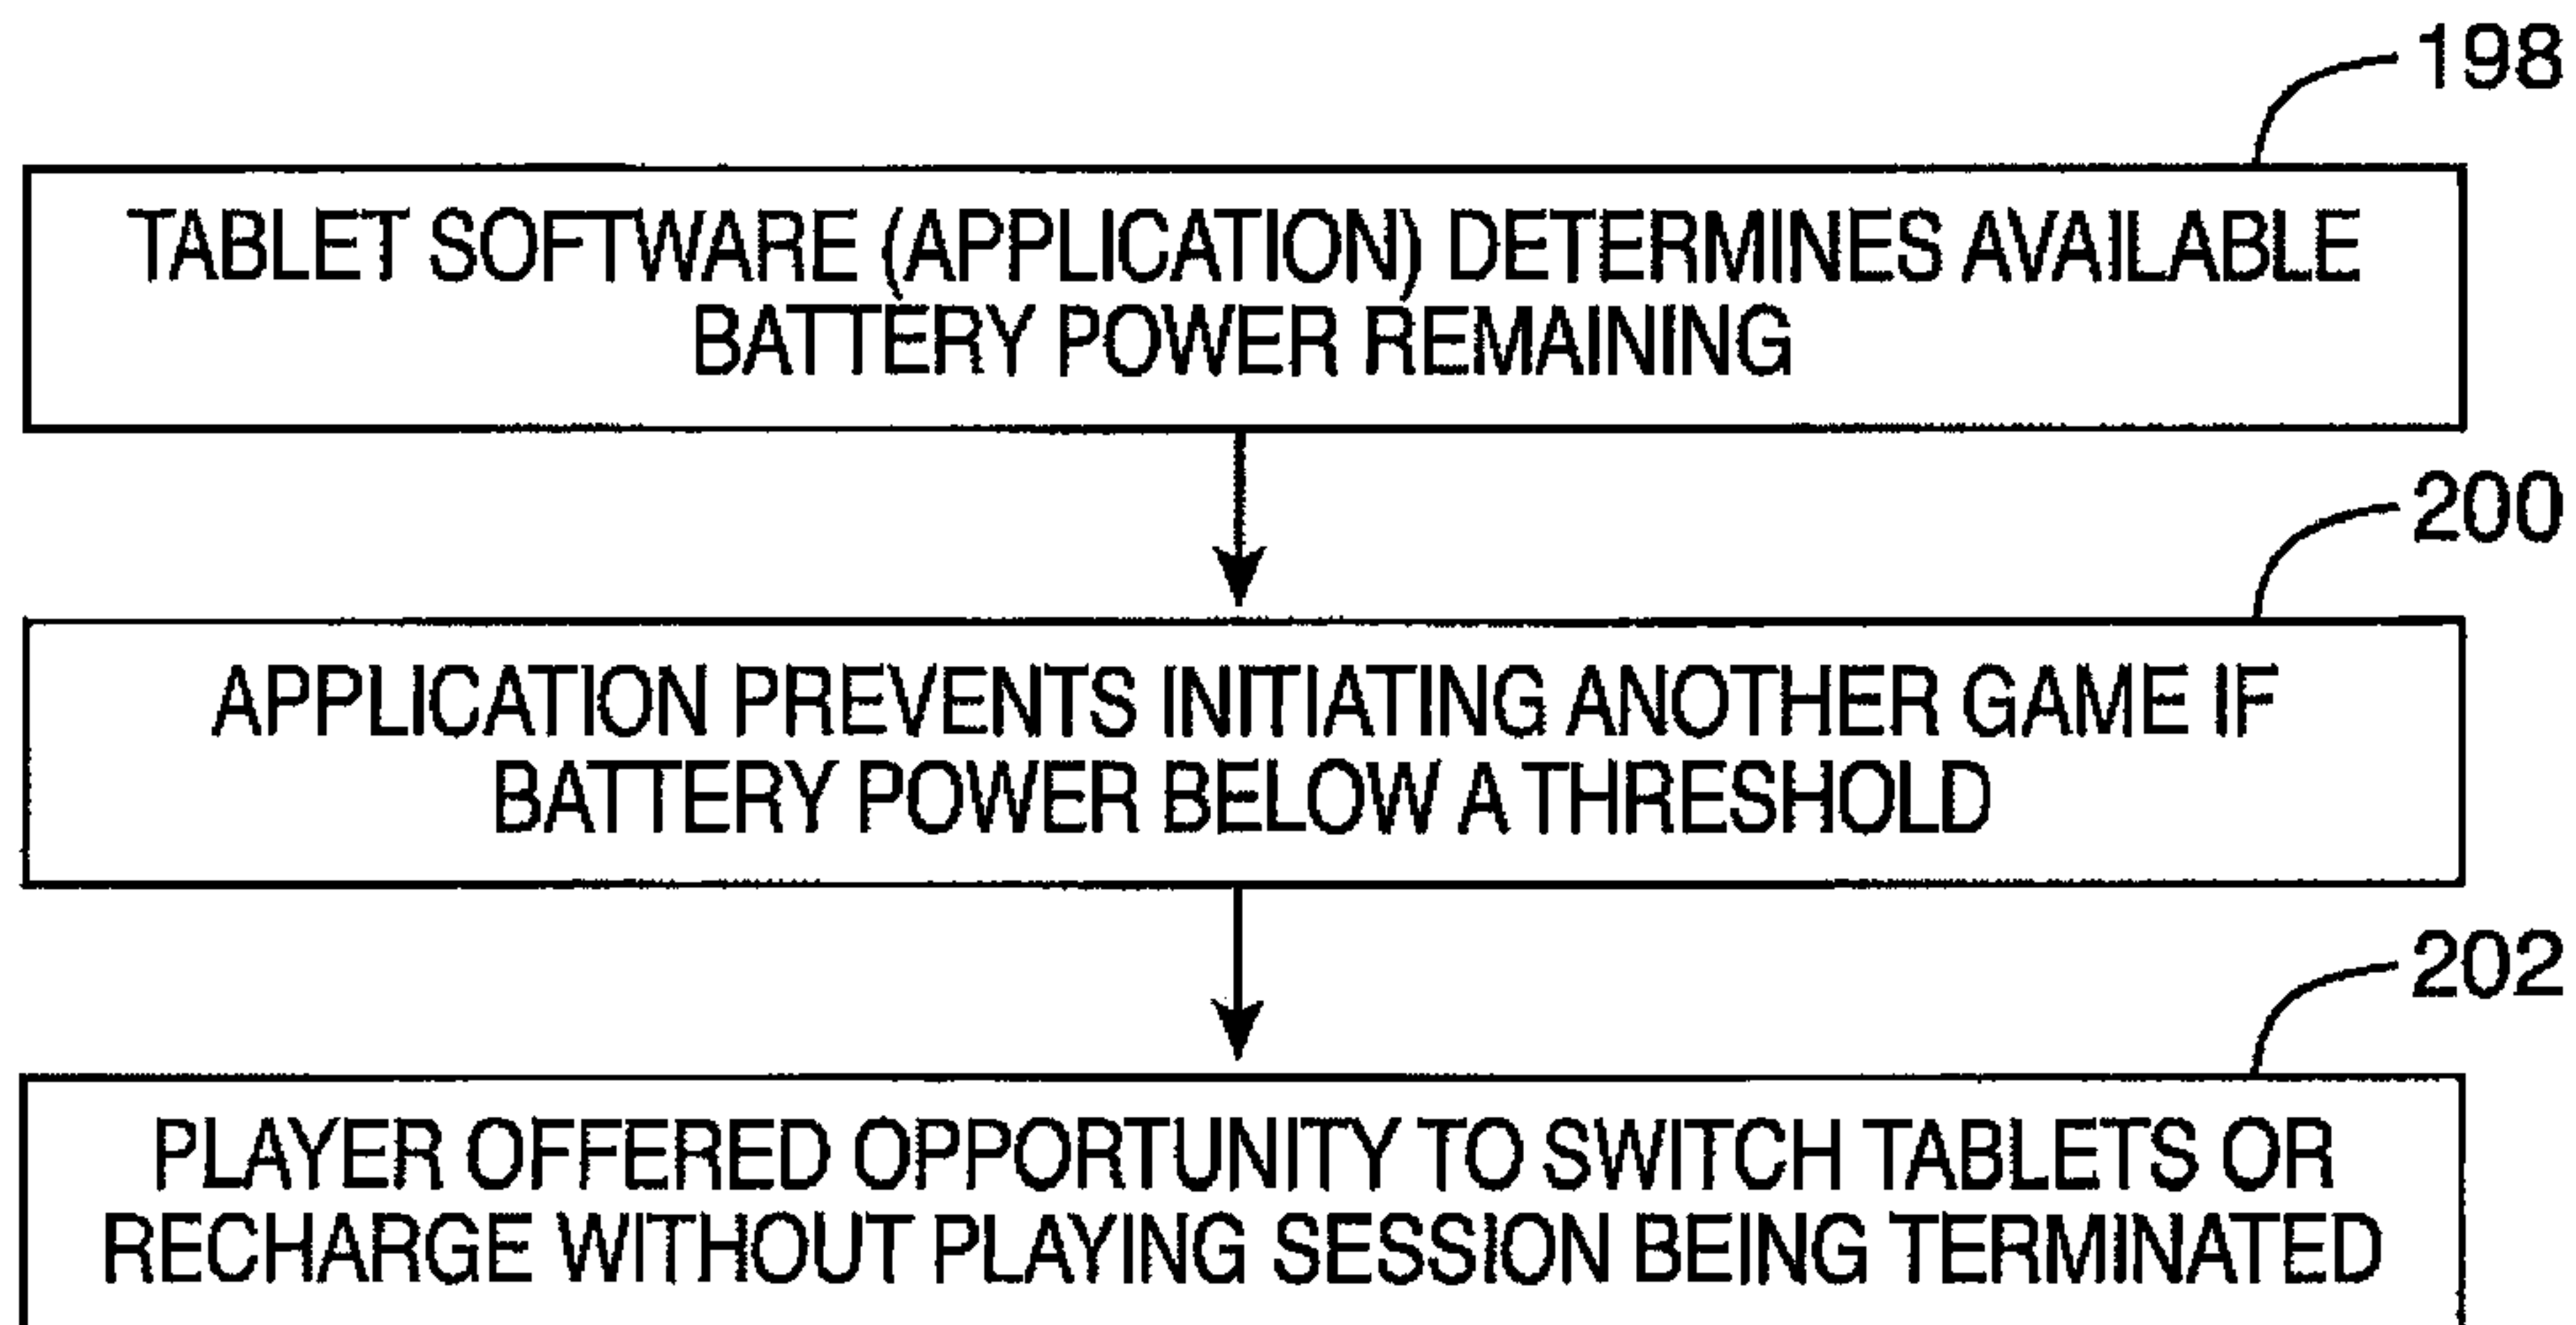 198
TABLET SOFTWARE (APPLICATION) DETERMINES AVAILABLE
BATTERY POWER REMAINING
200
APPLICATION PREVENTS INITIATING ANOTHER GAME IF
BATTERY POWER BELOW A THRESHOLD
202
PLAYER OFFERED OPPORTUNITY TO SWITCH TABLETS OR
RECHARGE WITHOUT PLAYING SESSION BEING TERMINATED